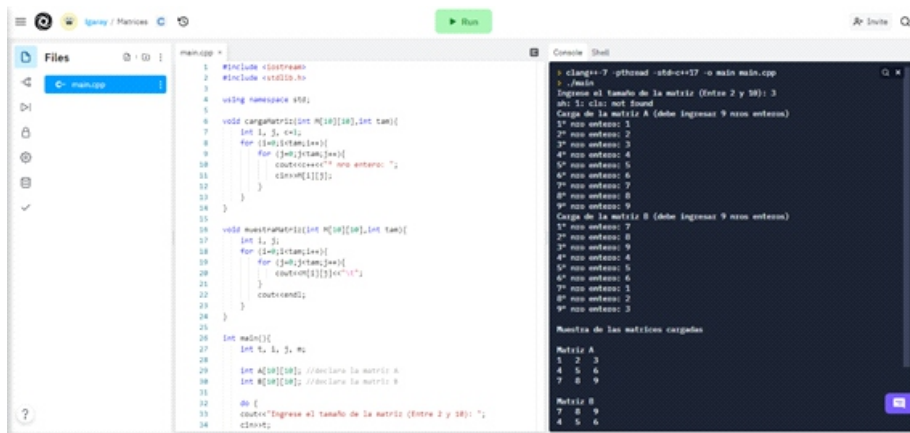 lgaray / Matrices
Run
Invite
Files
main.cpp
main.cpp
Console Shell
1 #include <iostream>
2 #include <stdlib.h>
3
4 using namespace std;
5
6 void cargaMatriz(int M[10][10],int tam){
7 int i, j, c=1;
8 for (i=0;i<tam;i++){
9 for (j=0;j<tam;j++){
10 cout<<c++<<"° nro entero: ";
11 cin>>M[i][j];
12 }
13 }
14 }
15
16 void muestraMatriz(int M[10][10],int tam){
17 int i, j;
18 for (i=0;i<tam;i++){
19 for (j=0;j<tam;j++){
20 cout<<M[i][j]<<"\t";
21 }
22 cout<<endl;
23 }
24 }
25
26 int main(){
27 int t, i, j, m;
28
29 int A[10][10]; //declara la matriz A
30 int B[10][10]; //declara la matriz B
31
32 do {
33 cout<<"Ingrese el tamaño de la matriz (Entre 2 y 10): ";
34 cin>>t;
> clang++-7 -pthread -std=c++17 -o main main.cpp
> ./main
Ingrese el tamaño de la matriz (Entre 2 y 10): 3
sh: 1: cls: not found
Carga de la matriz A (debe ingresar 9 nros enteros)
1° nro entero: 1
2° nro entero: 2
3° nro entero: 3
4° nro entero: 4
5° nro entero: 5
6° nro entero: 6
7° nro entero: 7
8° nro entero: 8
9° nro entero: 9
Carga de la matriz B (debe ingresar 9 nros enteros)
1° nro entero: 7
2° nro entero: 8
3° nro entero: 9
4° nro entero: 4
5° nro entero: 5
6° nro entero: 6
7° nro entero: 1
8° nro entero: 2
9° nro entero: 3
Muestra de las matrices cargadas
Matriz A
1 2 3
4 5 6
7 8 9
Matriz B
7 8 9
4 5 6